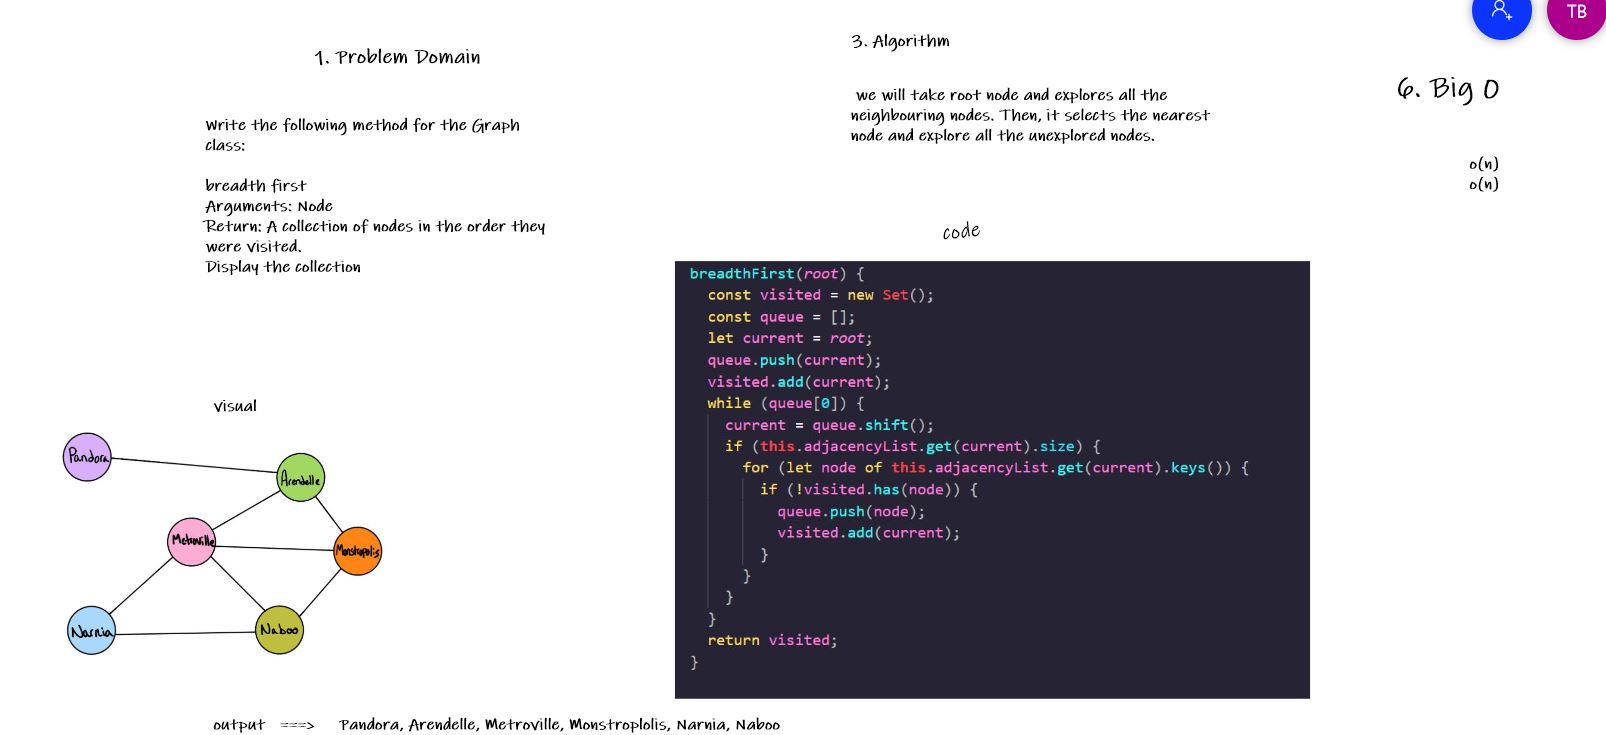 1. Problem Domain
Write the following method for the Graph
class:
breadth first
Arguments: Node
Return: A collection of nodes in the order they
were visited.
Display the collection
visual
Pandora
Arendelle
Metroville
Monstropolis
Narnia
Naboo
output ===> Pandora, Arendelle, Metroville, Monstroplolis, Narnia, Naboo
3. Algorithm
we will take root node and explores all the
neighbouring nodes. Then, it selects the nearest
node and explore all the unexplored nodes.
code
breadthFirst(root) {
const visited = new Set();
const queue = [];
let current = root;
queue.push(current);
visited.add(current);
while (queue[0]) {
current = queue.shift();
if (this.adjacencyList.get(current).size) {
for (let node of this.adjacencyList.get(current).keys()) {
if (!visited.has(node)) {
queue.push(node);
visited.add(current);
}
}
}
}
return visited;
}
TB
6. Big O
o(n)
o(n)